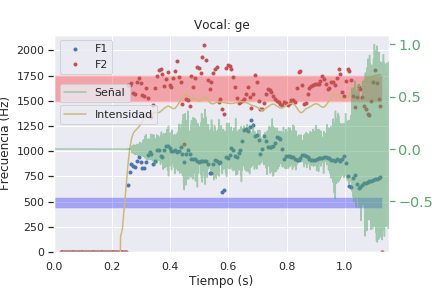 Vocal: ge
F1
F2
Señal
Intensidad
Frecuencia (Hz)
2000
1750
1500
1250
1000
750
500
250
0
1.0
0.5
0.0
−0.5
0.0 0.2 0.4 0.6 0.8 1.0
Tiempo (s)